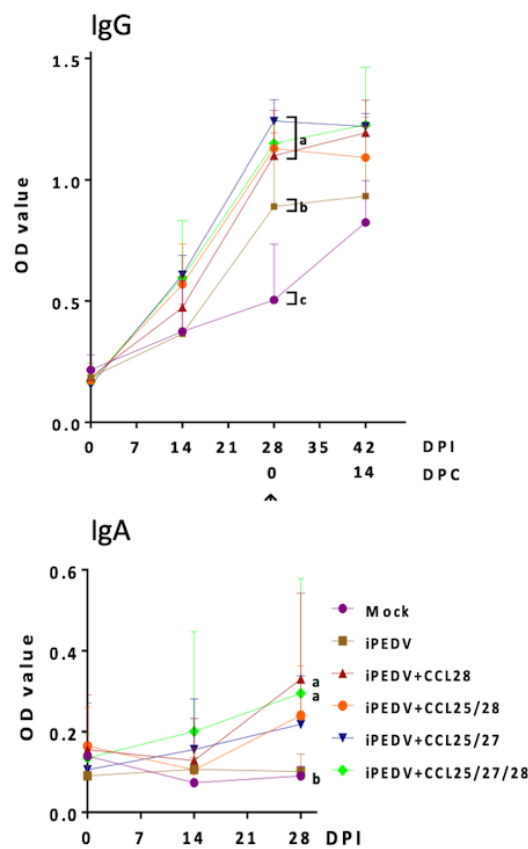 IgG
1.5
a
1.0
b
OD value
0.5
c
0.0
0 7 14 21 28 35 42 DPI
0 14 DPC
IgA
0.6
Mock
iPEDV
0.4
iPEDV+CCL28
a
a
OD value
iPEDV+CCL25/28
0.2
iPEDV+CCL25/27
b
iPEDV+CCL25/27/28
0.0
0 7 14 21 28 DPI